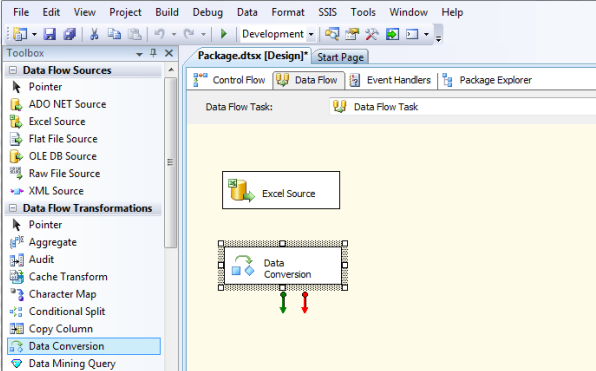 File Edit View Project Build Debug Data Format SSIS Tools Window Help
Development
Toolbox
Package.dtsx [Design]* Start Page
Data Flow Sources
Pointer
ADO NET Source
Excel Source
Flat File Source
OLE DB Source
Raw File Source
XML Source
Data Flow Transformations
Pointer
Aggregate
Audit
Cache Transform
Character Map
Conditional Split
Copy Column
Data Conversion
Data Mining Query
Control Flow Data Flow Event Handlers Package Explorer
Data Flow Task: Data Flow Task
Excel Source
Data
Conversion